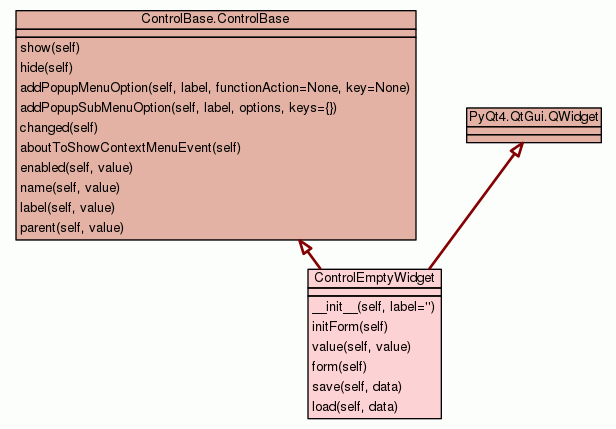 ControlBase.ControlBase
show(self)
hide(self)
addPopupMenuOption(self, label, functionAction=None, key=None)
addPopupSubMenuOption(self, label, options, keys={})
changed(self)
aboutToShowContextMenuEvent(self)
enabled(self, value)
name(self, value)
label(self, value)
parent(self, value)
PyQt4.QtGui.QWidget
ControlEmptyWidget
__init__(self, label='')
initForm(self)
value(self, value)
form(self)
save(self, data)
load(self, data)